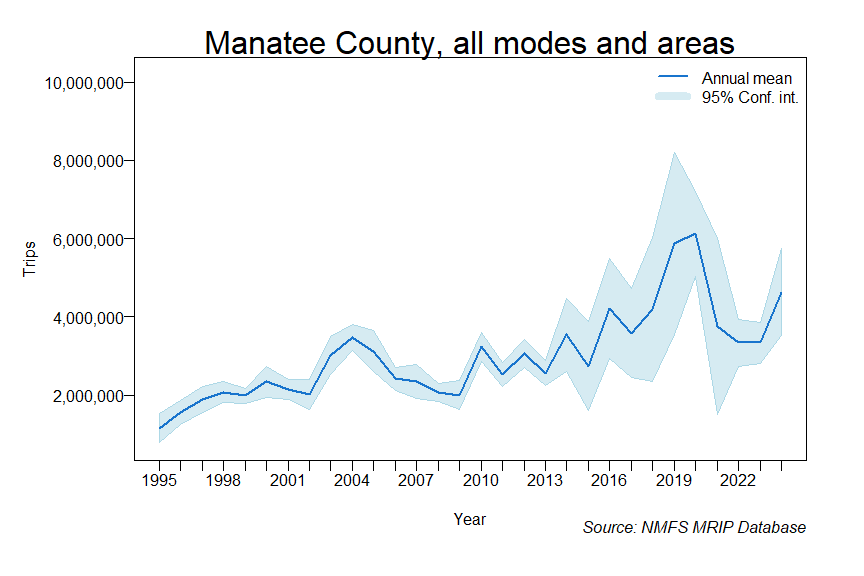 Manatee County, all modes and areas
Annual mean
95% Conf. int.
10,000,000
8,000,000
6,000,000
4,000,000
2,000,000
Trips
1995 1998 2001 2004 2007 2010 2013 2016 2019 2022
Year
Source: NMFS MRIP Database